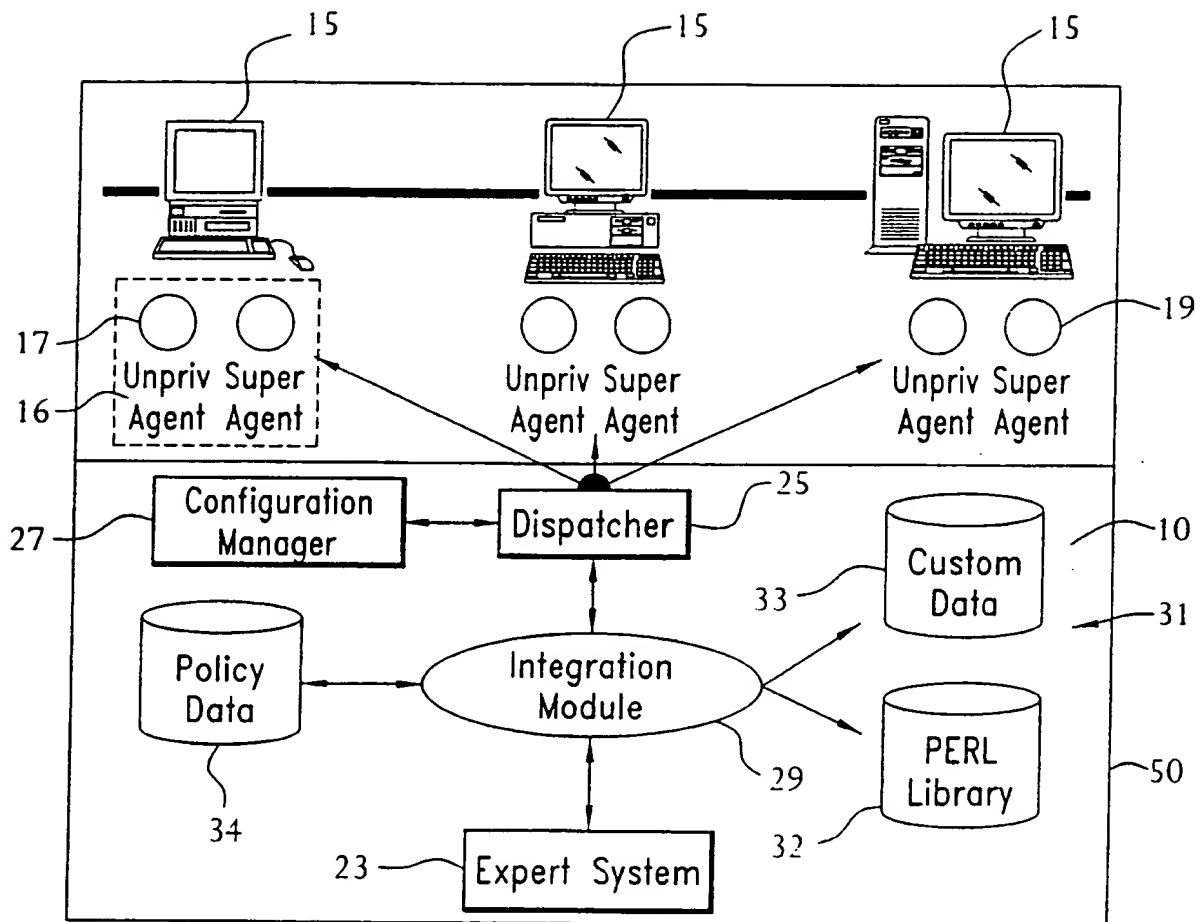 15
15
15
17
19
Unpriv Super
Agent Agent
Unpriv Super
Agent Agent
Unpriv Super
Agent Agent
16
Configuration
Manager
27
Dispatcher
25
Custom
Data
33
10
31
Policy
Data
34
Integration
Module
29
PERL
Library
32
50
23
Expert System